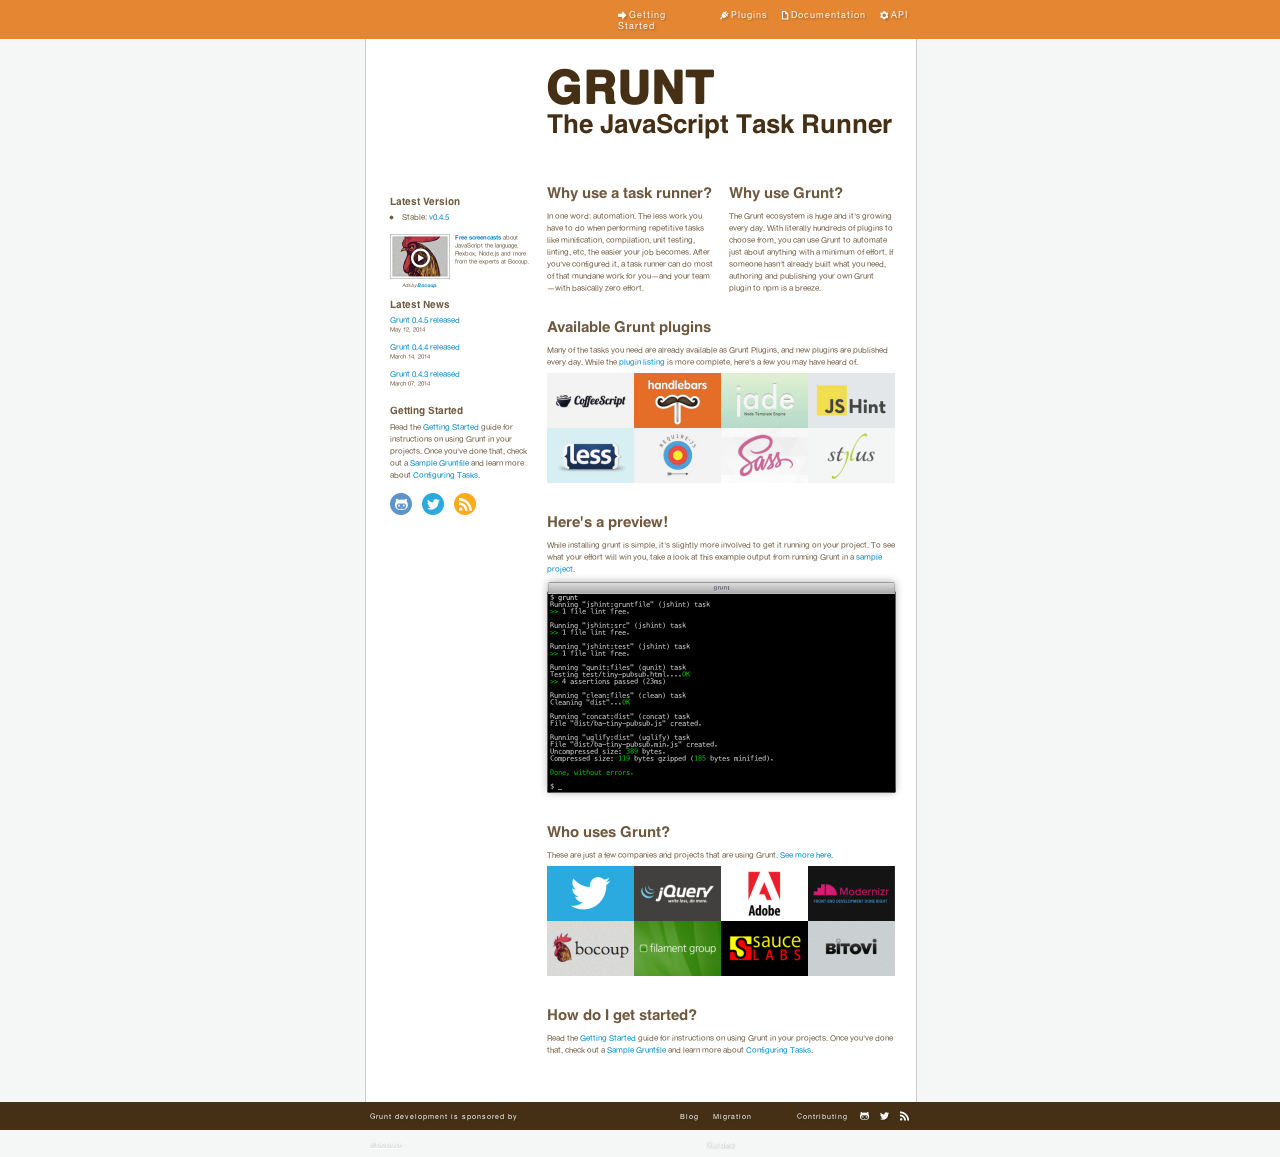 Getting
Started
Plugins
Documentation
API
GRUNT
The JavaScript Task Runner
Latest Version
Stable: v0.4.5
Free screencasts about
JavaScript the language,
Flexbox, Node.js and more
from the experts at Bocoup.
Ads by Bocoup.
Latest News
Grunt 0.4.5 released
May 12, 2014
Grunt 0.4.4 released
March 14, 2014
Grunt 0.4.3 released
March 07, 2014
Getting Started
Read the Getting Started guide for
instructions on using Grunt in your
projects. Once you've done that, check
out a Sample Gruntfile and learn more
about Configuring Tasks.
Why use a task runner?
In one word: automation. The less work you
have to do when performing repetitive tasks
like minification, compilation, unit testing,
linting, etc, the easier your job becomes. After
you've configured it, a task runner can do most
of that mundane work for you—and your team
—with basically zero effort.
Why use Grunt?
The Grunt ecosystem is huge and it's growing
every day. With literally hundreds of plugins to
choose from, you can use Grunt to automate
just about anything with a minimum of effort. If
someone hasn't already built what you need,
authoring and publishing your own Grunt
plugin to npm is a breeze.
Available Grunt plugins
Many of the tasks you need are already available as Grunt Plugins, and new plugins are published
every day. While the plugin listing is more complete, here's a few you may have heard of.
CoffeeScript
handlebars
jade
Node Template Engine
JSHint
{less}
REQUIRE·JS
Sass
stylus
Here's a preview!
While installing grunt is simple, it's slightly more involved to get it running on your project. To see
what your effort will win you, take a look at this example output from running Grunt in a sample
project.
grunt
$ grunt
Running "jshint:gruntfile" (jshint) task
>> 1 file lint free.
Running "jshint:src" (jshint) task
>> 1 file lint free.
Running "jshint:test" (jshint) task
>> 1 file lint free.
Running "qunit:files" (qunit) task
Testing test/tiny-pubsub.html....OK
>> 4 assertions passed (23ms)
Running "clean:files" (clean) task
Cleaning "dist"...OK
Running "concat:dist" (concat) task
File "dist/ba-tiny-pubsub.js" created.
Running "uglify:dist" (uglify) task
File "dist/ba-tiny-pubsub.min.js" created.
Uncompressed size: 389 bytes.
Compressed size: 119 bytes gzipped (185 bytes minified).
Done, without errors.
$ _
Who uses Grunt?
These are just a few companies and projects that are using Grunt. See more here.
jQuery
write less, do more.
Adobe
Modernizr
FRONT-END DEVELOPMENT DONE RIGHT
bocoup
filament group
SAUCE
LABS
BITOVI
How do I get started?
Read the Getting Started guide for instructions on using Grunt in your projects. Once you've done
that, check out a Sample Gruntfile and learn more about Configuring Tasks.
Grunt development is sponsored by
Blog
Migration
Contributing
Bocoup
Guides